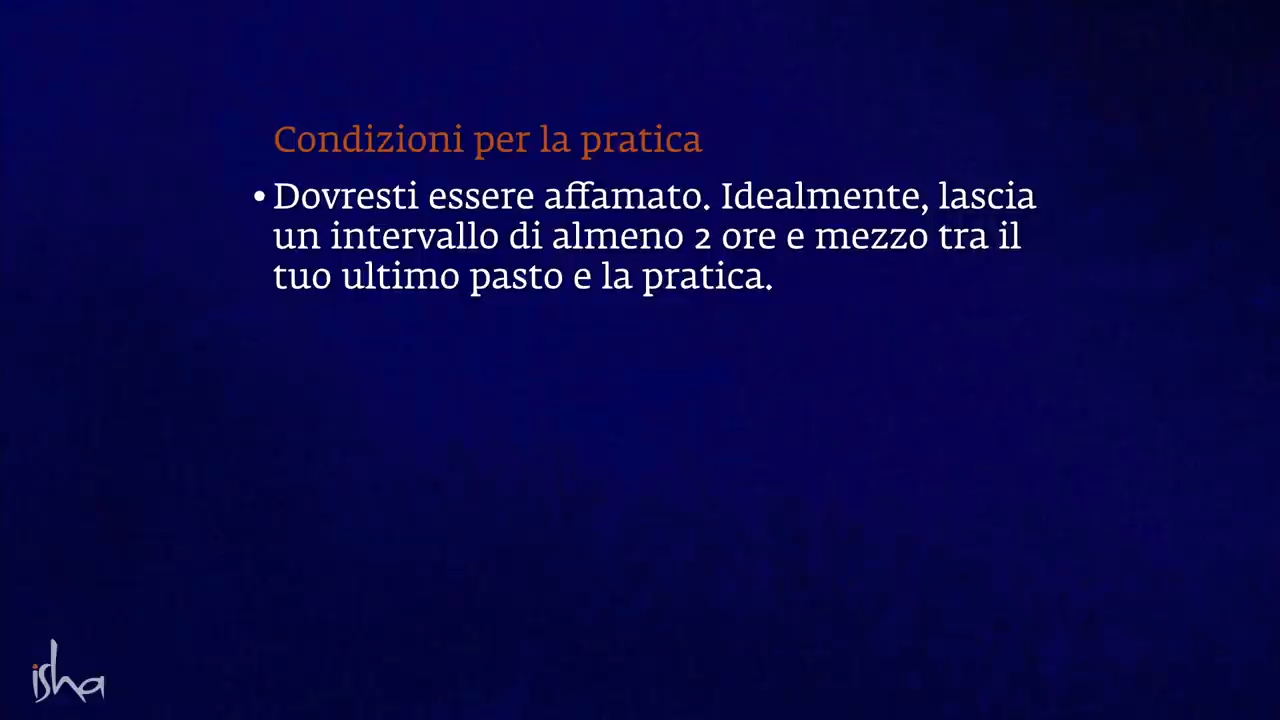 Condizioni per la pratica
• Dovresti essere affamato. Idealmente, lascia
un intervallo di almeno 2 ore e mezzo tra il
tuo ultimo pasto e la pratica.
isha